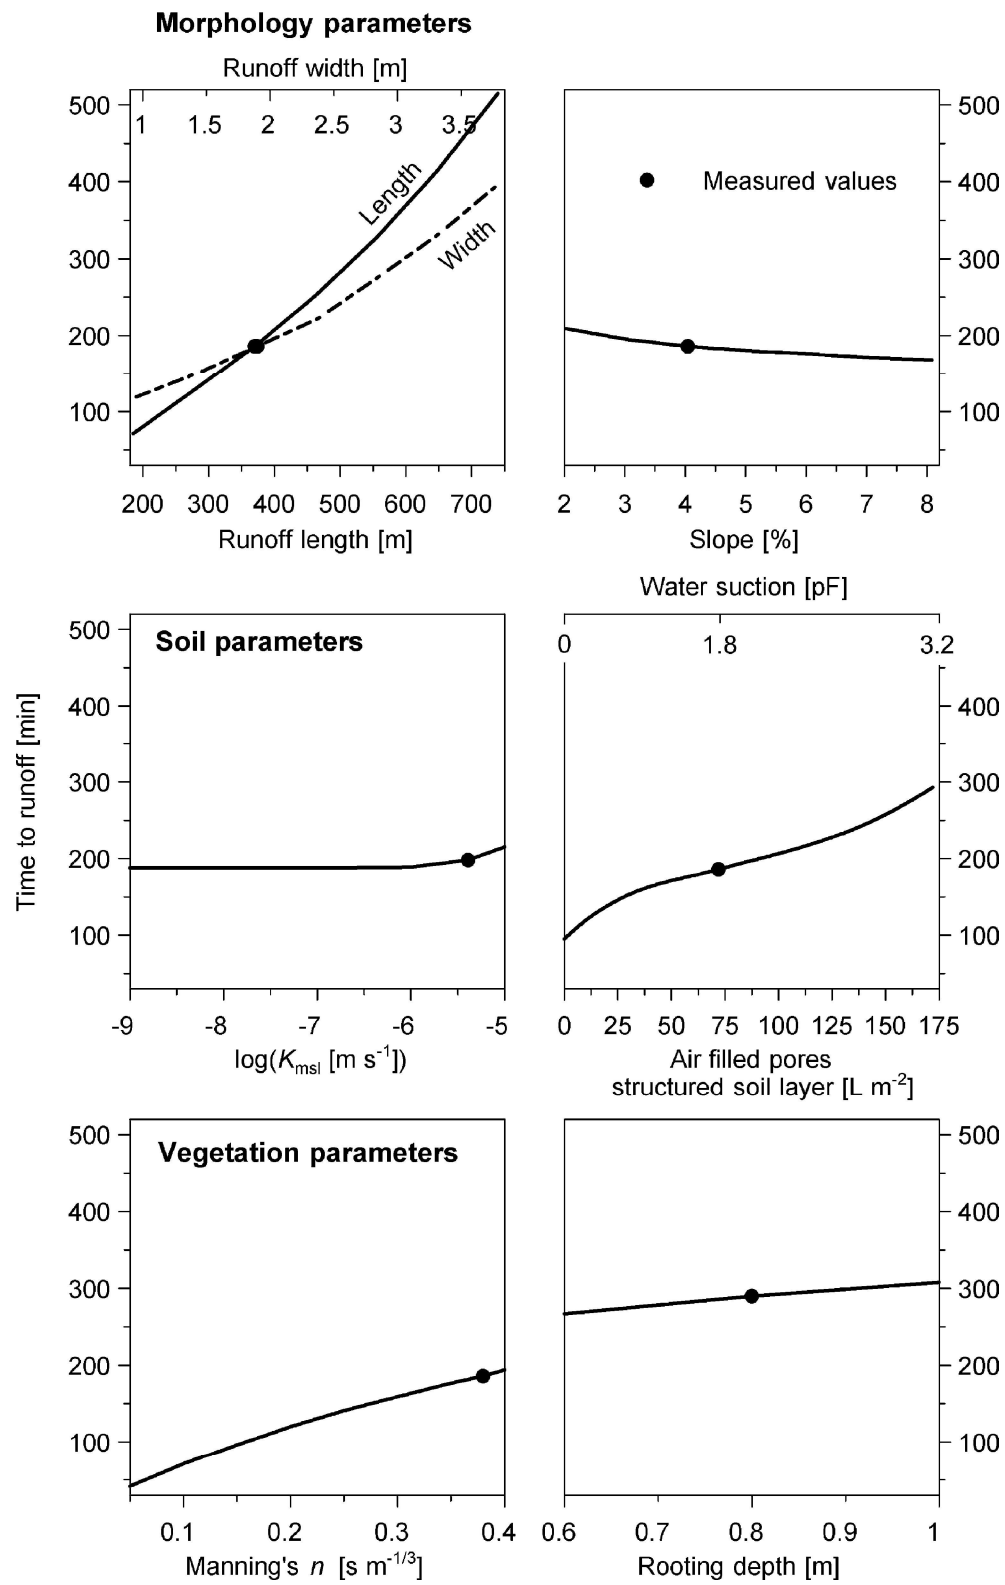 Morphology parameters
Runoff width [m]
500
1 1.5 2 2.5 3 3.5
500
400
Length
Measured values
400
300
Width
300
200
200
100
100
200 300 400 500 600 700
2 3 4 5 6 7 8
Runoff length [m]
Slope [%]
Water suction [pF]
500
Soil parameters
0 1.8 3.2
500
400
400
Time to runoff [min]
300
300
200
200
100
100
-9 -8 -7 -6 -5
0 25 50 75 100 125 150 175
log(Kmsl [m s-1])
Air filled pores
structured soil layer [L m-2]
500
Vegetation parameters
500
400
400
300
300
200
200
100
100
0.1 0.2 0.3 0.4
0.6 0.7 0.8 0.9 1
Manning's n [s m-1/3]
Rooting depth [m]